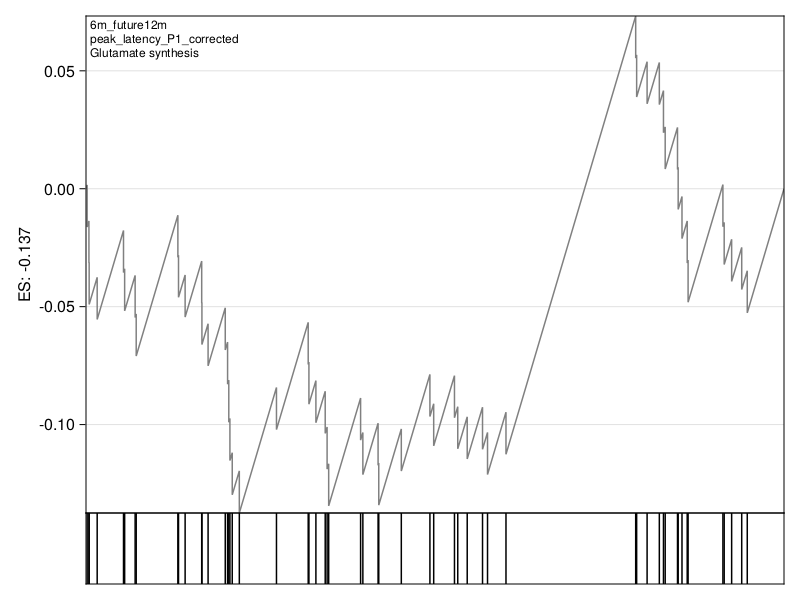 6m_future12m
peak_latency_P1_corrected
Glutamate synthesis
0.05
0.00
-0.05
-0.10
ES: -0.137